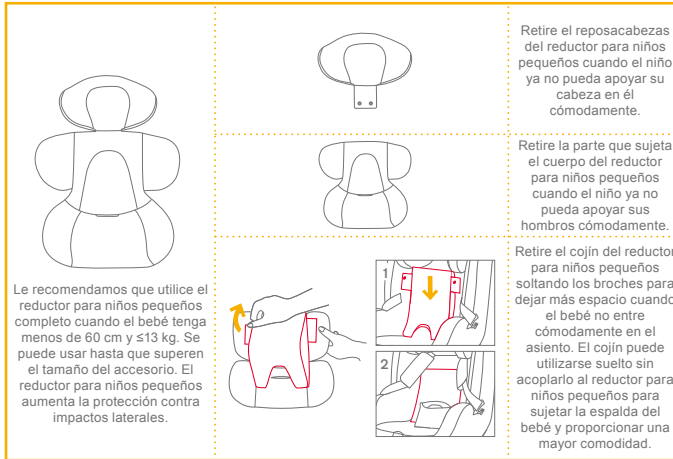 Le recomendamos que utilice el
reductor para niños pequeños
completo cuando el bebé tenga
menos de 60 cm y ≤13 kg. Se
puede usar hasta que superen
el tamaño del accesorio. El
reductor para niños pequeños
aumenta la protección contra
impactos laterales.
Retire el reposacabezas
del reductor para niños
pequeños cuando el niño
ya no pueda apoyar su
cabeza en él
cómodamente.
Retire la parte que sujeta
el cuerpo del reductor
para niños pequeños
cuando el niño ya no
pueda apoyar sus
hombros cómodamente.
1
2
Retire el cojín del reductor
para niños pequeños
soltando los broches para
dejar más espacio cuando
el bebé no entre
cómodamente en el
asiento. El cojín puede
utilizarse suelto sin
acoplarlo al reductor para
niños pequeños para
sujetar la espalda del
bebé y proporcionar una
mayor comodidad.